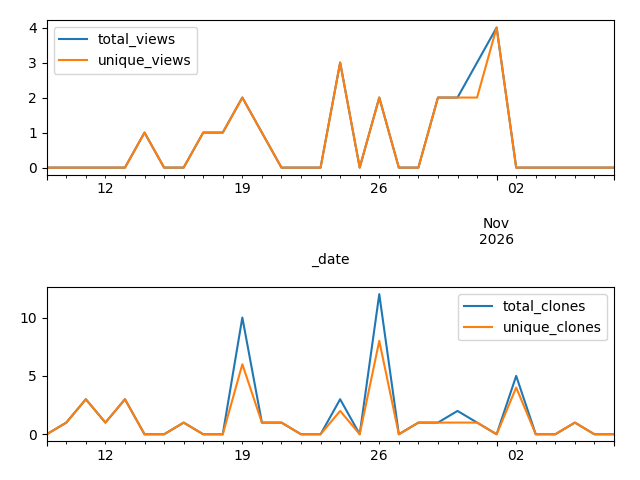 4
3
2
1
0
total_views
unique_views
12
19
26
02
Nov
2026
_date
10
5
0
total_clones
unique_clones
12
19
26
02